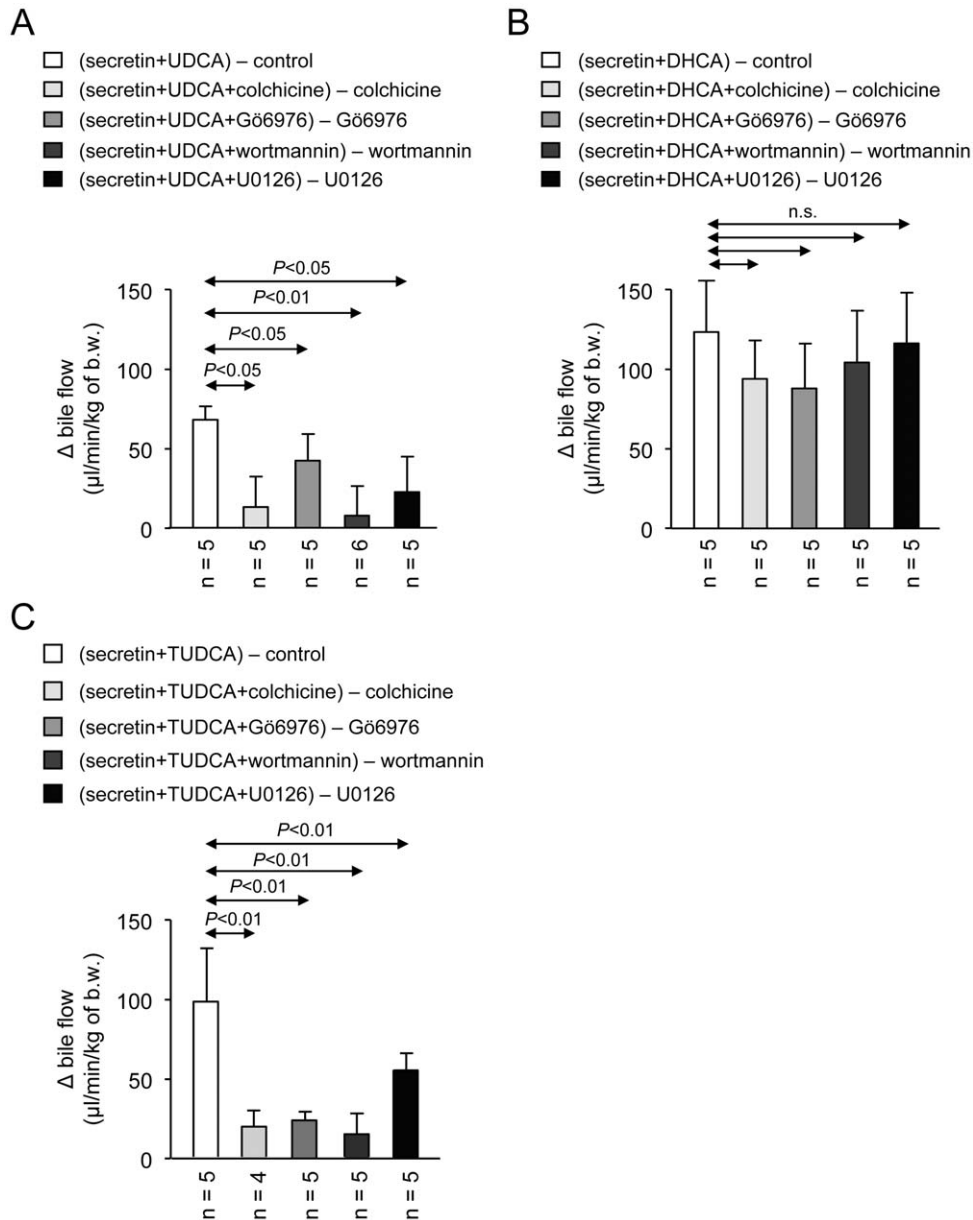 A
(secretin+UDCA) – control
(secretin+UDCA+colchicine) – colchicine
(secretin+UDCA+Gö6976) – Gö6976
(secretin+UDCA+wortmannin) – wortmannin
(secretin+UDCA+U0126) – U0126
P<0.05
P<0.01
P<0.05
P<0.05
Δ bile flow
(µl/min/kg of b.w.)
150
100
50
0
n = 5
n = 5
n = 5
n = 6
n = 5
B
(secretin+DHCA) – control
(secretin+DHCA+colchicine) – colchicine
(secretin+DHCA+Gö6976) – Gö6976
(secretin+DHCA+wortmannin) – wortmannin
(secretin+DHCA+U0126) – U0126
n.s.
Δ bile flow
(µl/min/kg of b.w.)
150
100
50
0
n = 5
n = 5
n = 5
n = 5
n = 5
C
(secretin+TUDCA) – control
(secretin+TUDCA+colchicine) – colchicine
(secretin+TUDCA+Gö6976) – Gö6976
(secretin+TUDCA+wortmannin) – wortmannin
(secretin+TUDCA+U0126) – U0126
P<0.01
P<0.01
P<0.01
P<0.01
Δ bile flow
(µl/min/kg of b.w.)
150
100
50
0
n = 5
n = 4
n = 5
n = 5
n = 5